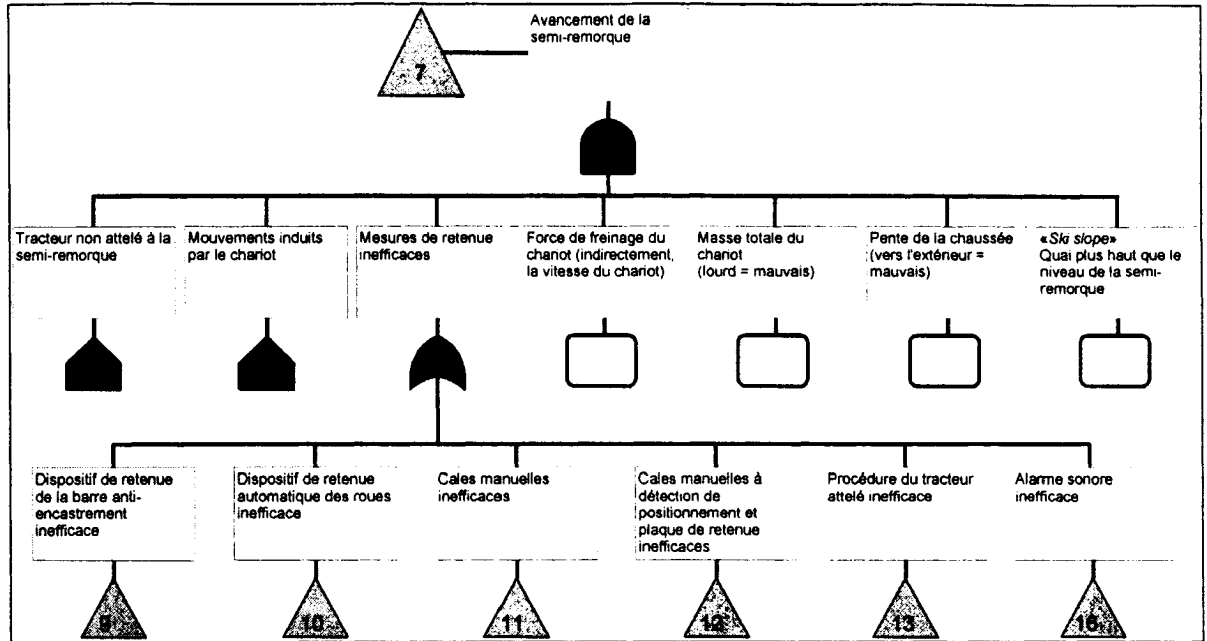 Avancement de la
semi-remorque
7
Tracteur non attelé à la
semi-remorque
Mouvements induits
par le chariot
Mesures de retenue
inefficaces
Force de freinage du
chariot (indirectement,
la vitesse du chariot)
Masse totale du
chariot
(lourd = mauvais)
Pente de la chaussée
(vers l'extérieur =
mauvais)
«Ski slope»
Quai plus haut que le
niveau de la semi-
remorque
Dispositif de retenue
de la barre anti-
encastrement
inefficace
Dispositif de retenue
automatique des roues
inefficace
Cales manuelles
inefficaces
Cales manuelles à
détection de
positionnement et
plaque de retenue
inefficaces
Procédure du tracteur
attelé inefficace
Alarme sonore
inefficace
9
10
11
12
13
16